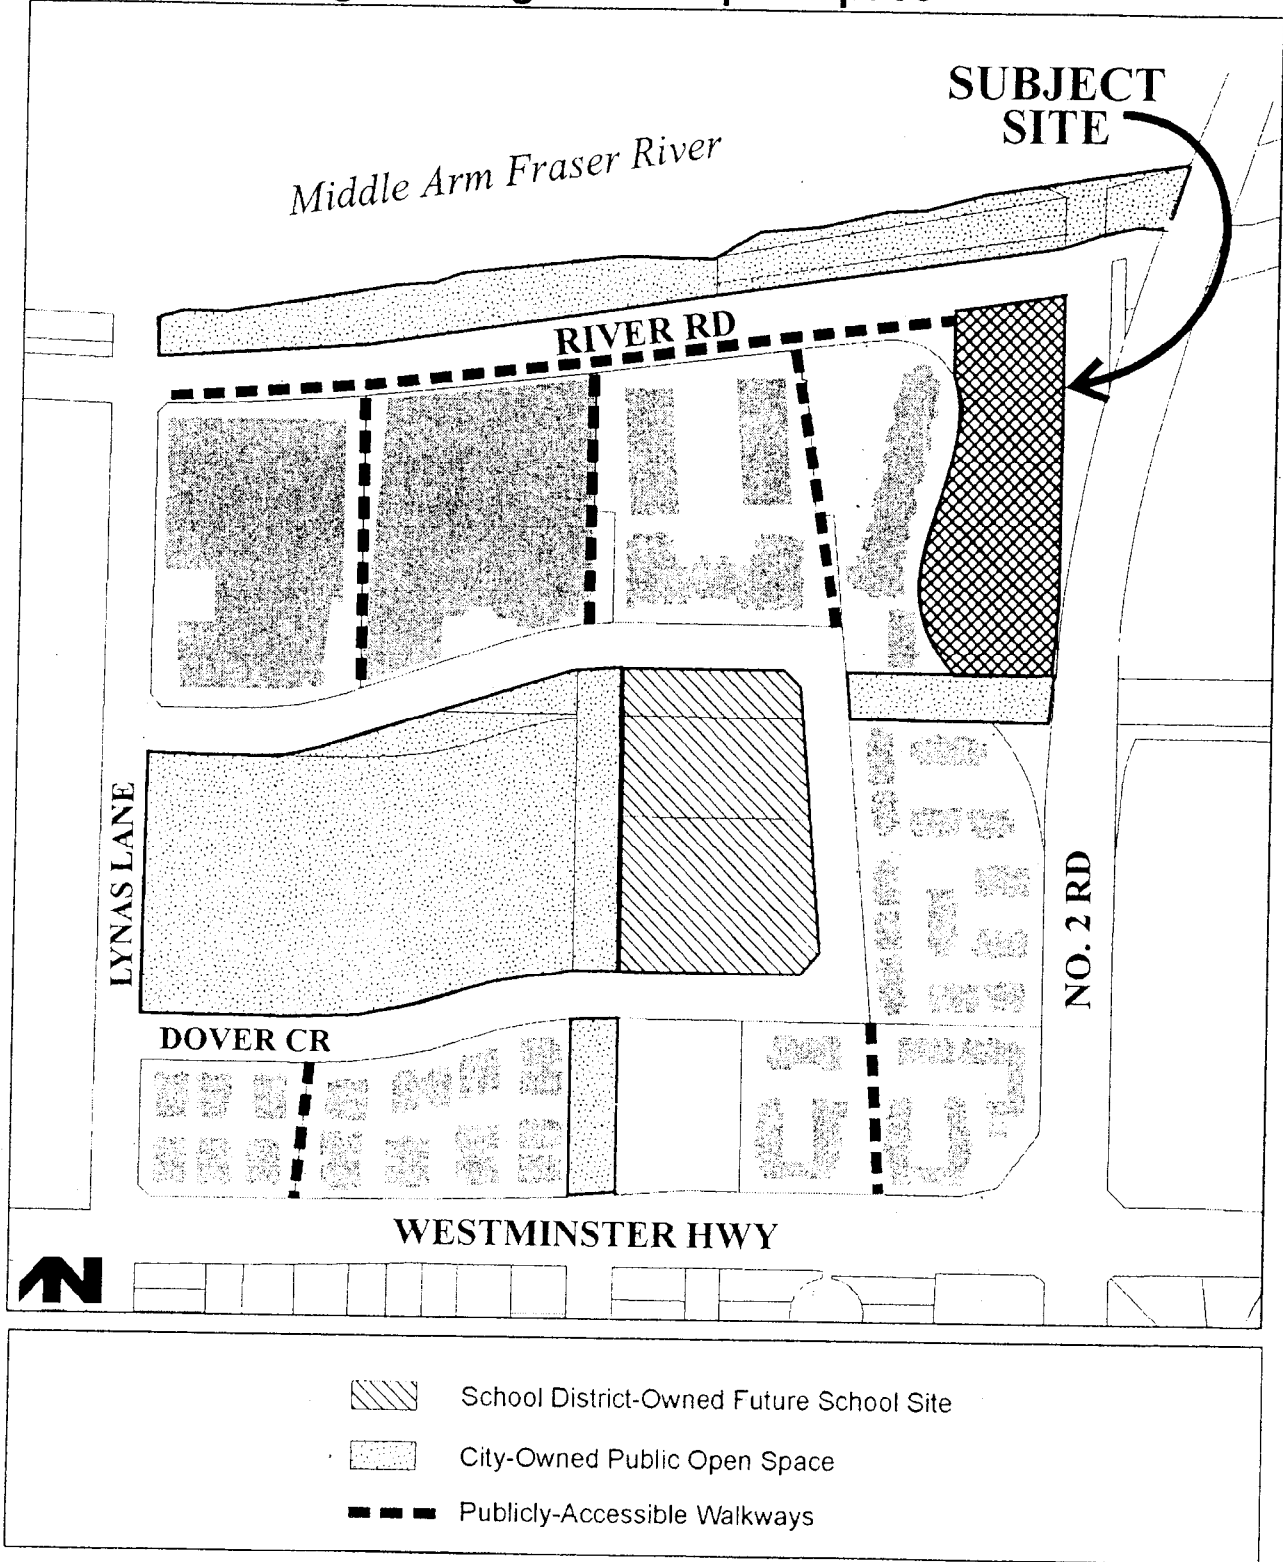 SUBJECT
SITE
Middle Arm Fraser River
RIVER RD
LYNAS LANE
NO. 2 RD
DOVER CR
WESTMINSTER HWY
N
School District-Owned Future School Site
City-Owned Public Open Space
Publicly-Accessible Walkways